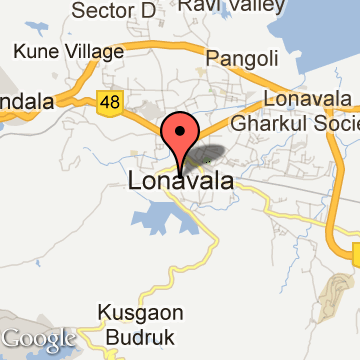 Ravi Valley
Sector D
Kune Village
Pangoli
ndala
48
Lonavala
Gharkul Socie
Lonavala
Kusgaon
Budruk
Google